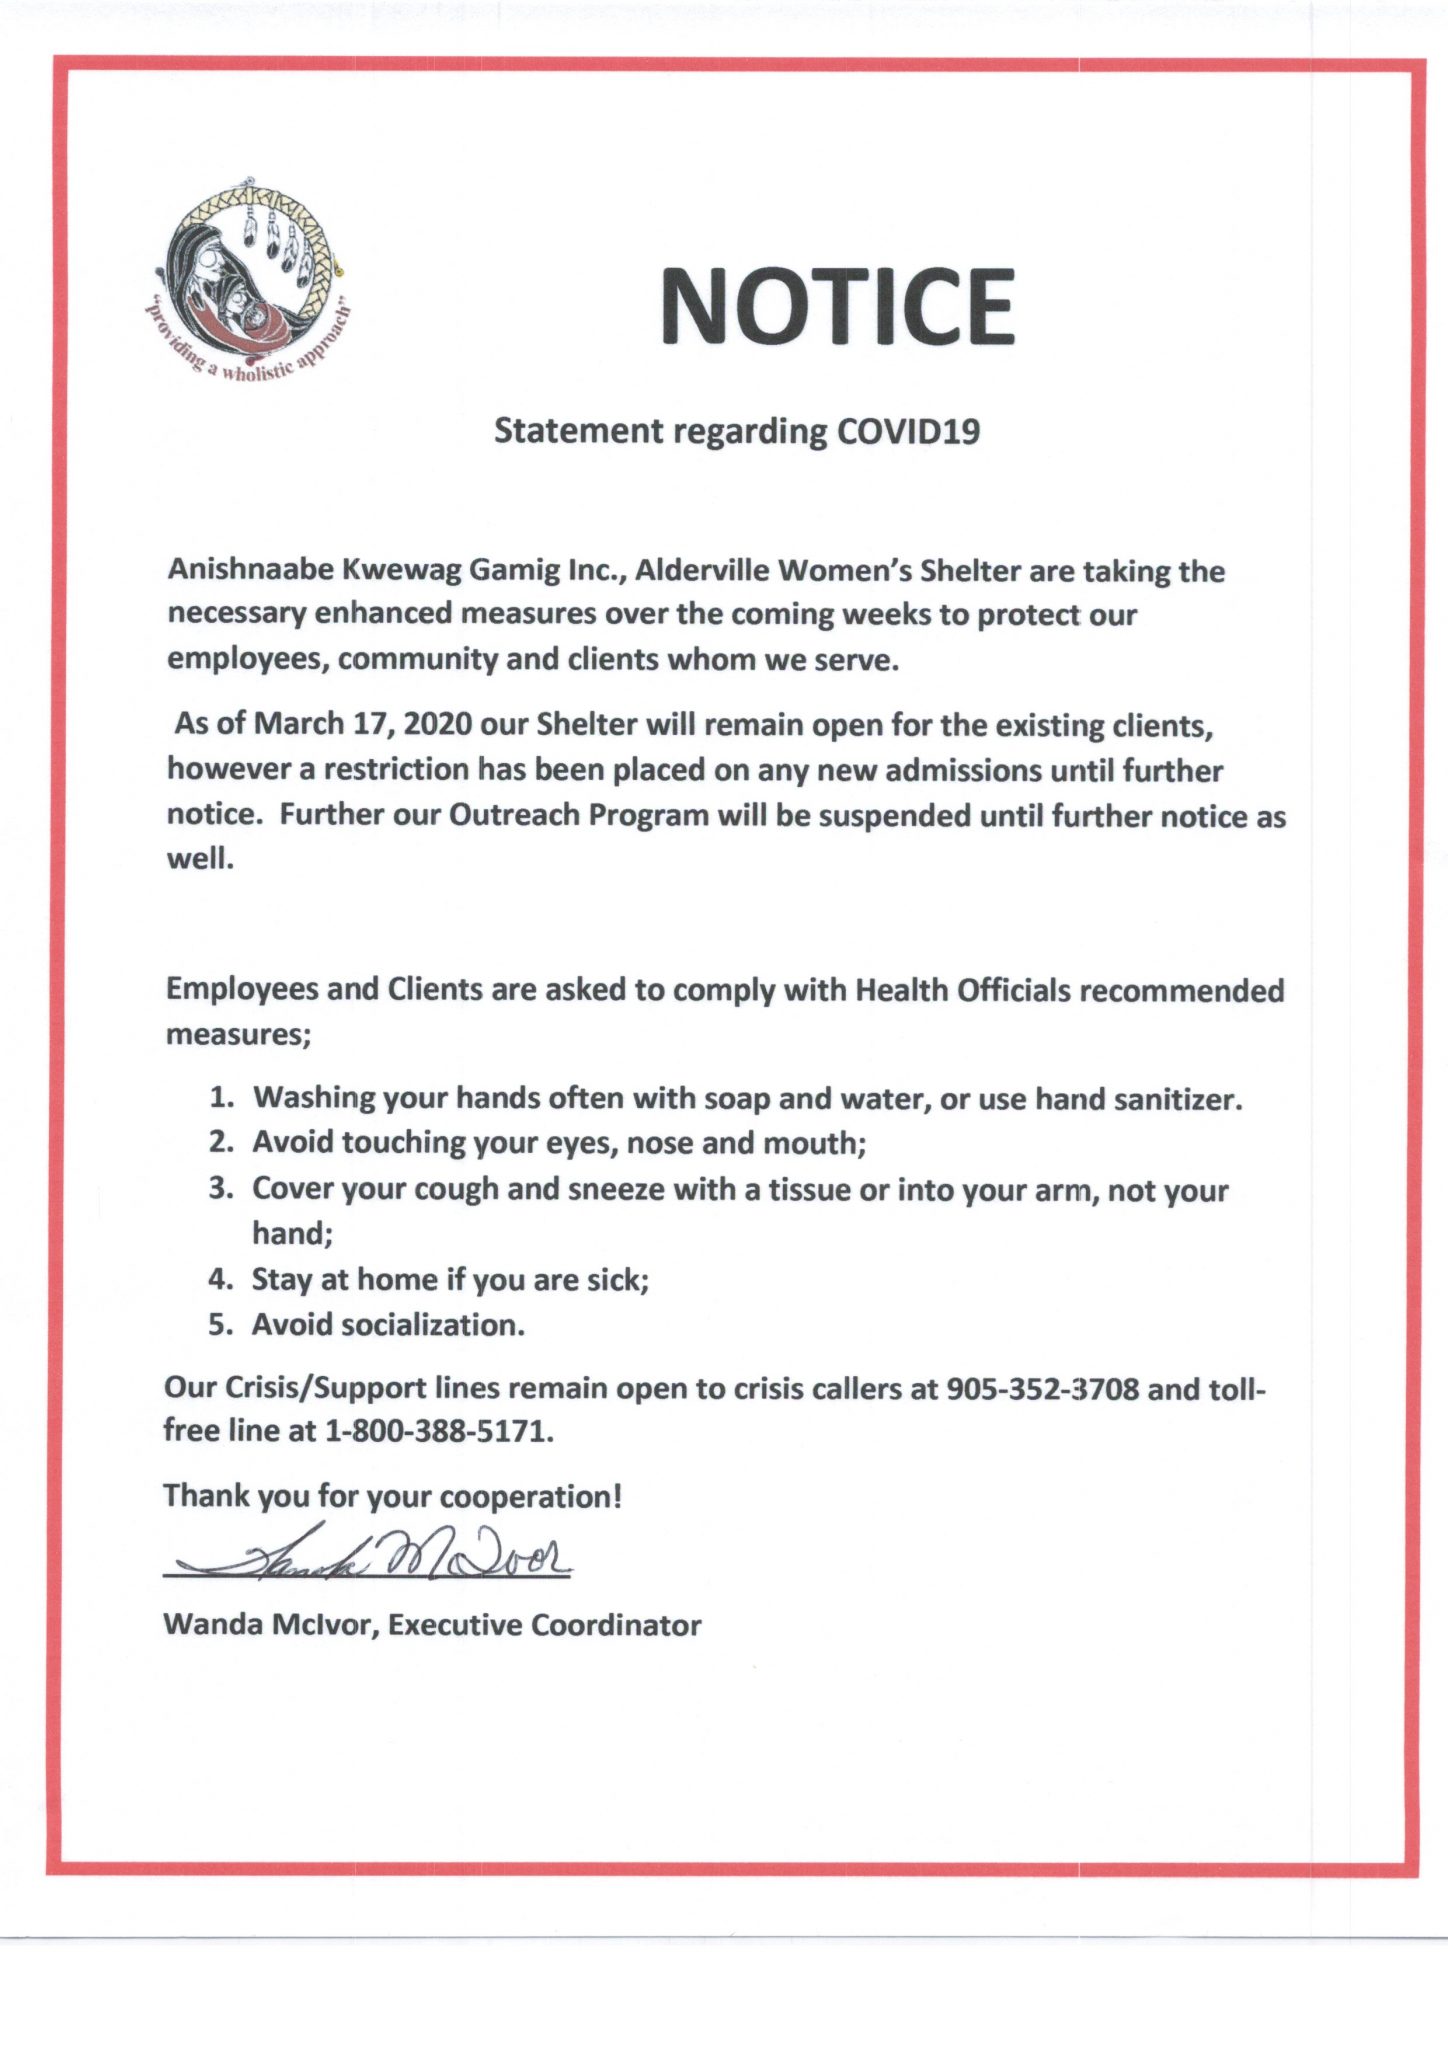 "providing a wholistic approach"
NOTICE
Statement regarding COVID19
Anishnaabe Kwewag Gamig Inc., Alderville Women's Shelter are taking the
necessary enhanced measures over the coming weeks to protect our
employees, community and clients whom we serve.
As of March 17, 2020 our Shelter will remain open for the existing clients,
however a restriction has been placed on any new admissions until further
notice.  Further our Outreach Program will be suspended until further notice as
well.
Employees and Clients are asked to comply with Health Officials recommended
measures;
1. Washing your hands often with soap and water, or use hand sanitizer.
2. Avoid touching your eyes, nose and mouth;
3. Cover your cough and sneeze with a tissue or into your arm, not your
hand;
4. Stay at home if you are sick;
5. Avoid socialization.
Our Crisis/Support lines remain open to crisis callers at 905-352-3708 and toll-
free line at 1-800-388-5171.
Thank you for your cooperation!
Wanda McIvor
Wanda McIvor, Executive Coordinator